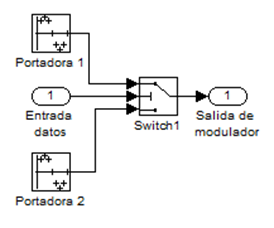 Portadora 1
1
Entrada
datos
Switch1
1
Salida de
modulador
Portadora 2